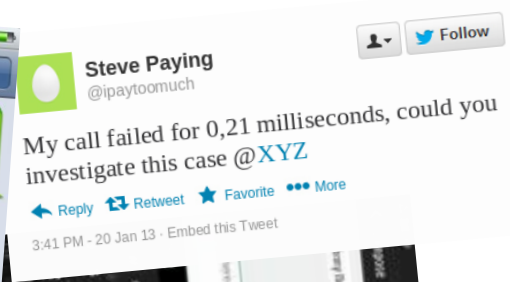 Steve Paying
@ipaytoomuch
Follow
My call failed for 0,21 milliseconds, could you
investigate this case @XYZ
Reply Retweet Favorite More
3:41 PM - 20 Jan 13 · Embed this Tweet